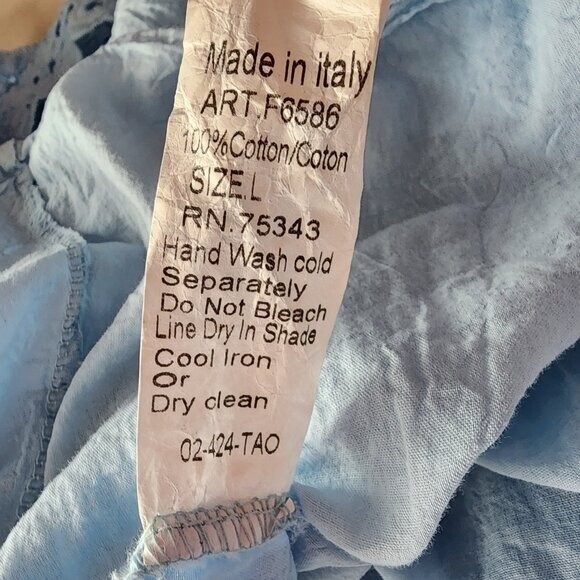 Made in italy
ART.F6586
100%Cotton/Coton
SIZE.L
RN.75343
Hand Wash cold
Separately
Do Not Bleach
Line Dry In Shade
Cool Iron
Or
Dry clean
02-424-TAO